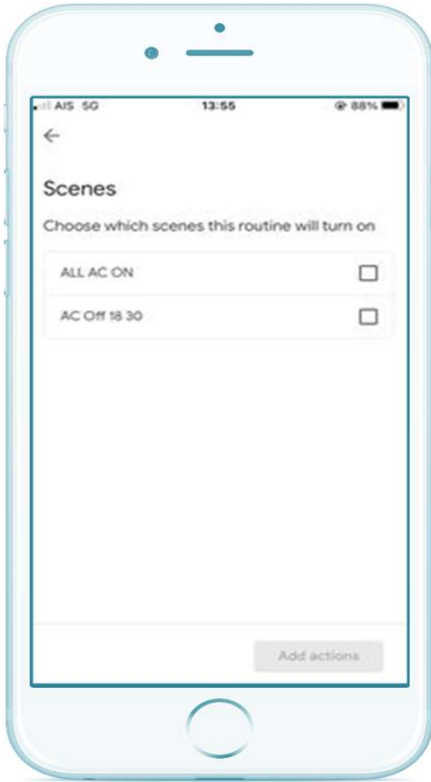 AIS 5G 13:55 88%
Scenes
Choose which scenes this routine will turn on
ALL AC ON
AC Off 18 30
Add actions